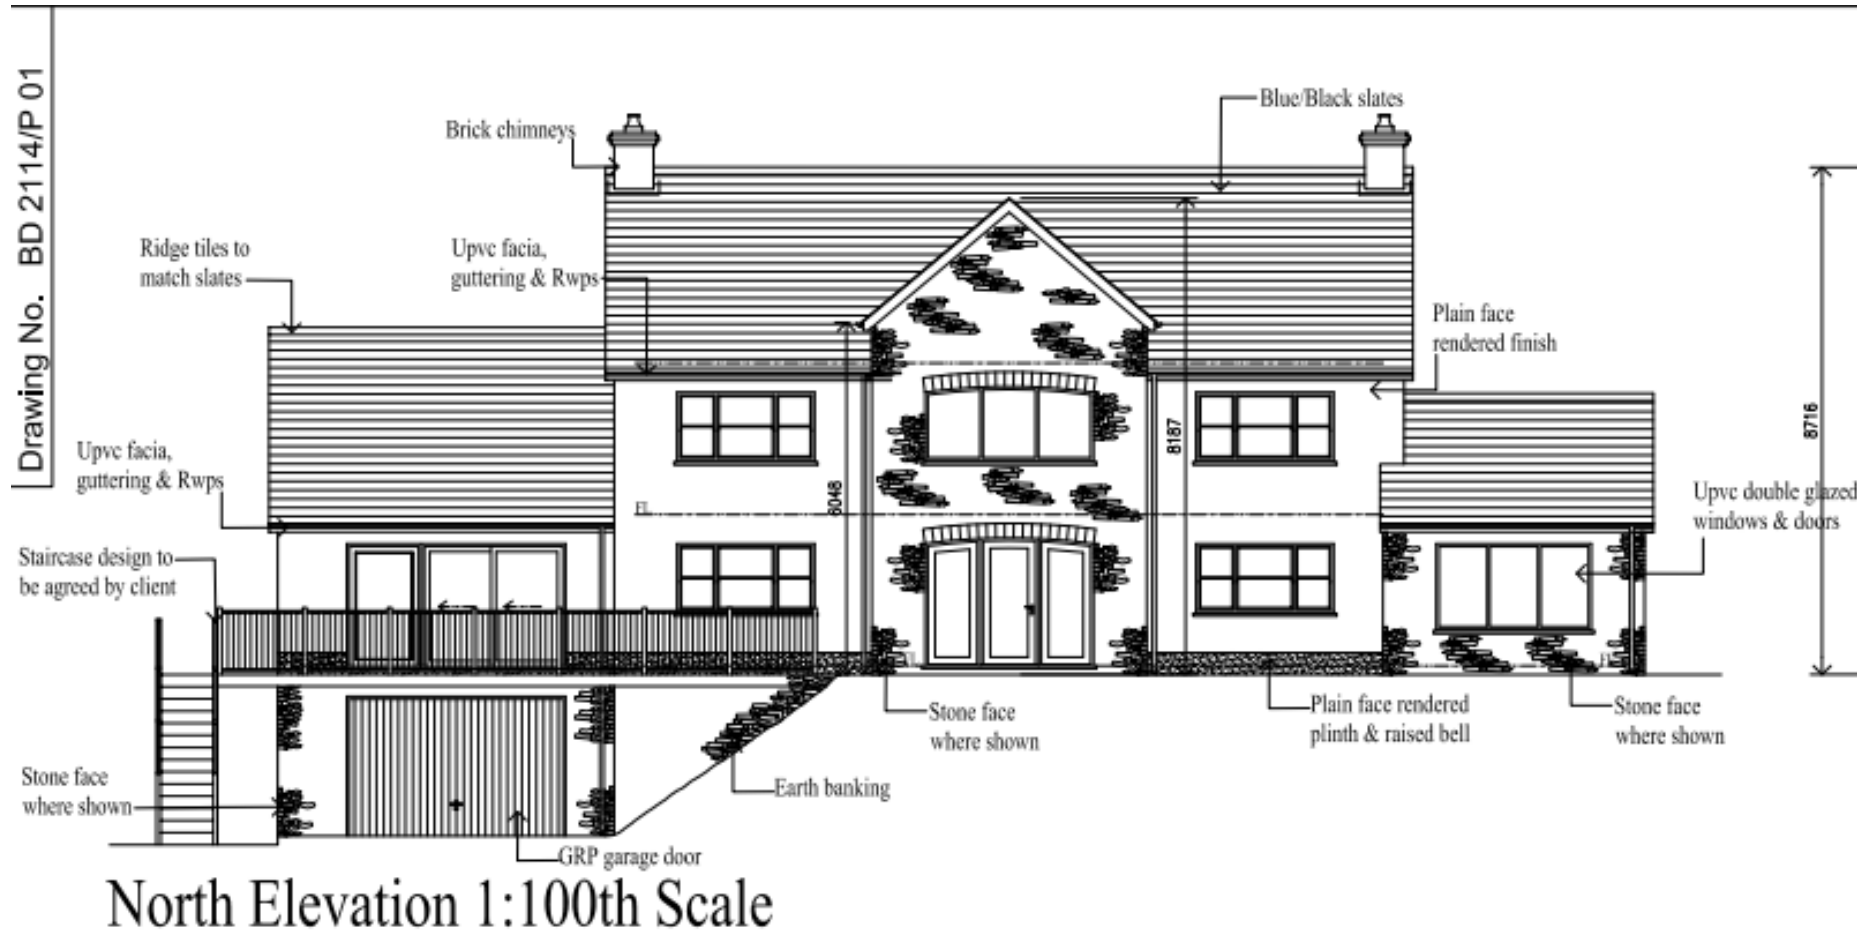 Drawing No. BD 2114/P 01
Blue/Black slates
Brick chimneys
Ridge tiles to
match slates
Upvc facia,
guttering & Rwps
Plain face
rendered finish
8716
8187
6048
Upvc facia,
guttering & Rwps
FL
Upvc double glazed
windows & doors
Staircase design to
be agreed by client
Stone face
where shown
Plain face rendered
plinth & raised bell
Stone face
where shown
Stone face
where shown
Earth banking
GRP garage door
North Elevation 1:100th Scale